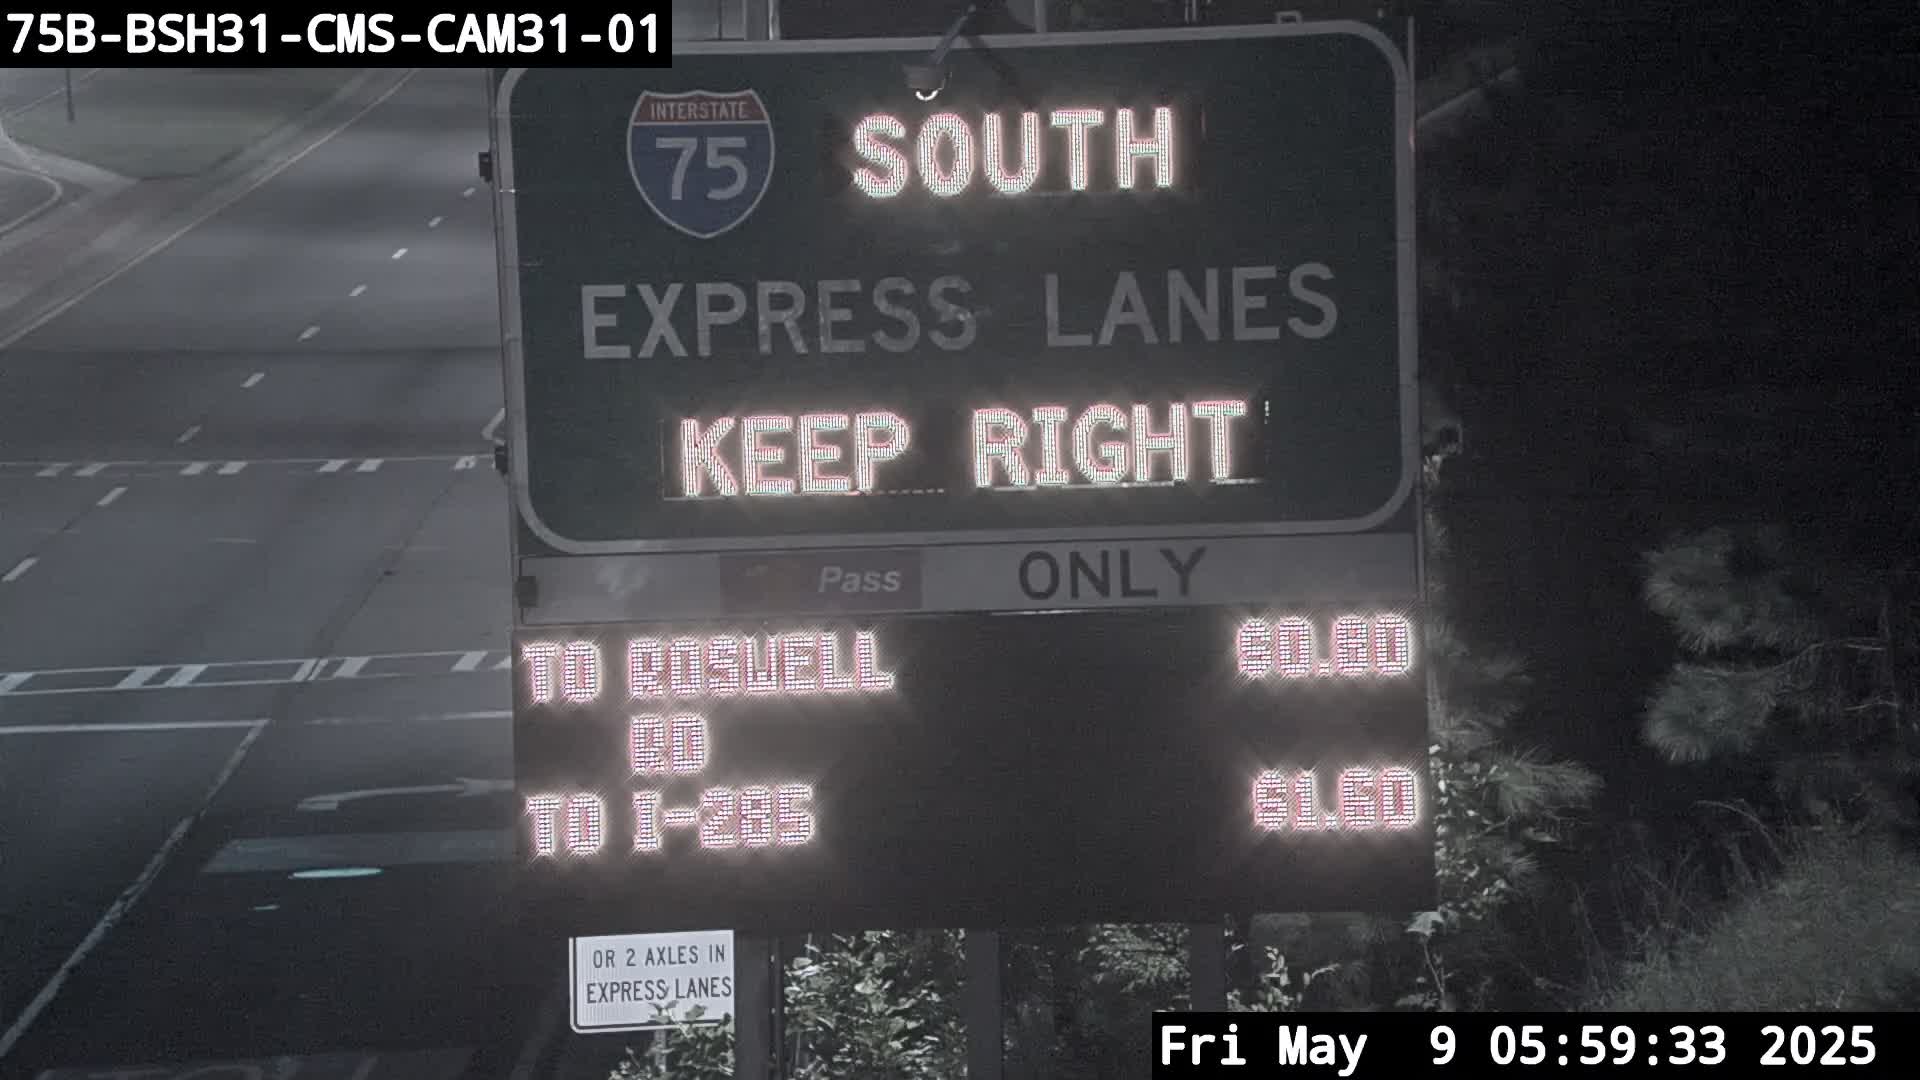 75B-BSH31-CMS-CAM31-01
INTERSTATE
75
SOUTH
EXPRESS LANES
KEEP RIGHT
Pass ONLY
TO ROSWELL $0.80
RD
TO I-285 $1.60
OR 2 AXLES IN
EXPRESS LANES
Fri May 9 05:59:33 2025